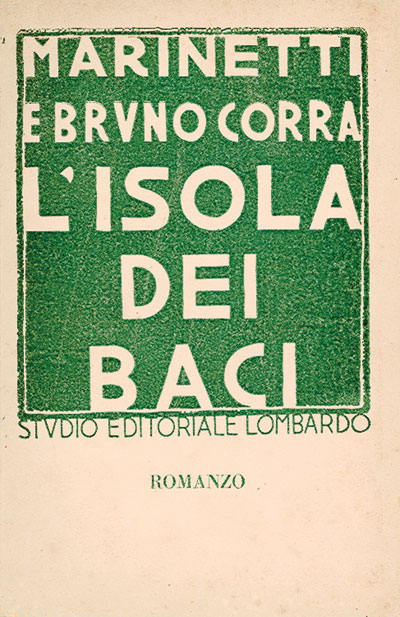 MARINETTI
E BRVNO CORRA
L'ISOLA
DEI
BACI
STVDIO EDITORIALE LOMBARDO
ROMANZO